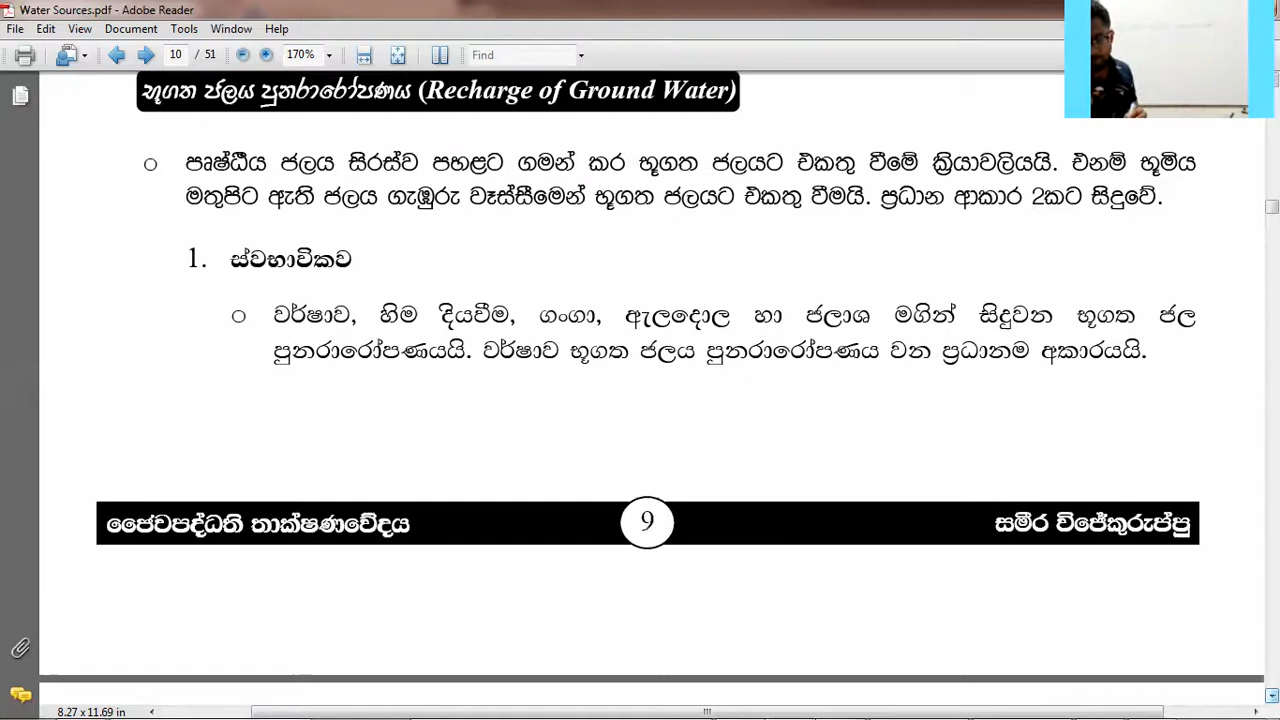 Water Sources.pdf - Adobe Reader
File Edit View Document Tools Window Help
10 / 51 170% Find
භූගත ජලය පුනරාරෝපණය (Recharge of Ground Water)
පෘෂ්ඨීය ජලය සිරස්ව පහළට ගමන් කර භූගත ජලයට එකතු වීමේ ක්‍රියාවලියයි. එනම් භූමිය
මතුපිට ඇති ජලය ගැඹුරු වෑස්සීමෙන් භූගත ජලයට එකතු වීමයි. ප්‍රධාන ආකාර 2කට සිදුවේ.
1. ස්වභාවිකව
වර්ෂාව, හිම දියවීම, ගංගා, ඇලදොල හා ජලාශ මගින් සිදුවන භූගත ජල
පුනරාරෝපණයයි. වර්ෂාව භූගත ජලය පුනරාරෝපණය වන ප්‍රධානම අකාරයයි.
ජෛවපද්ධති තාක්ෂණවේදය 9 සමීර විජේකුරුප්පු
8.27 x 11.69 in